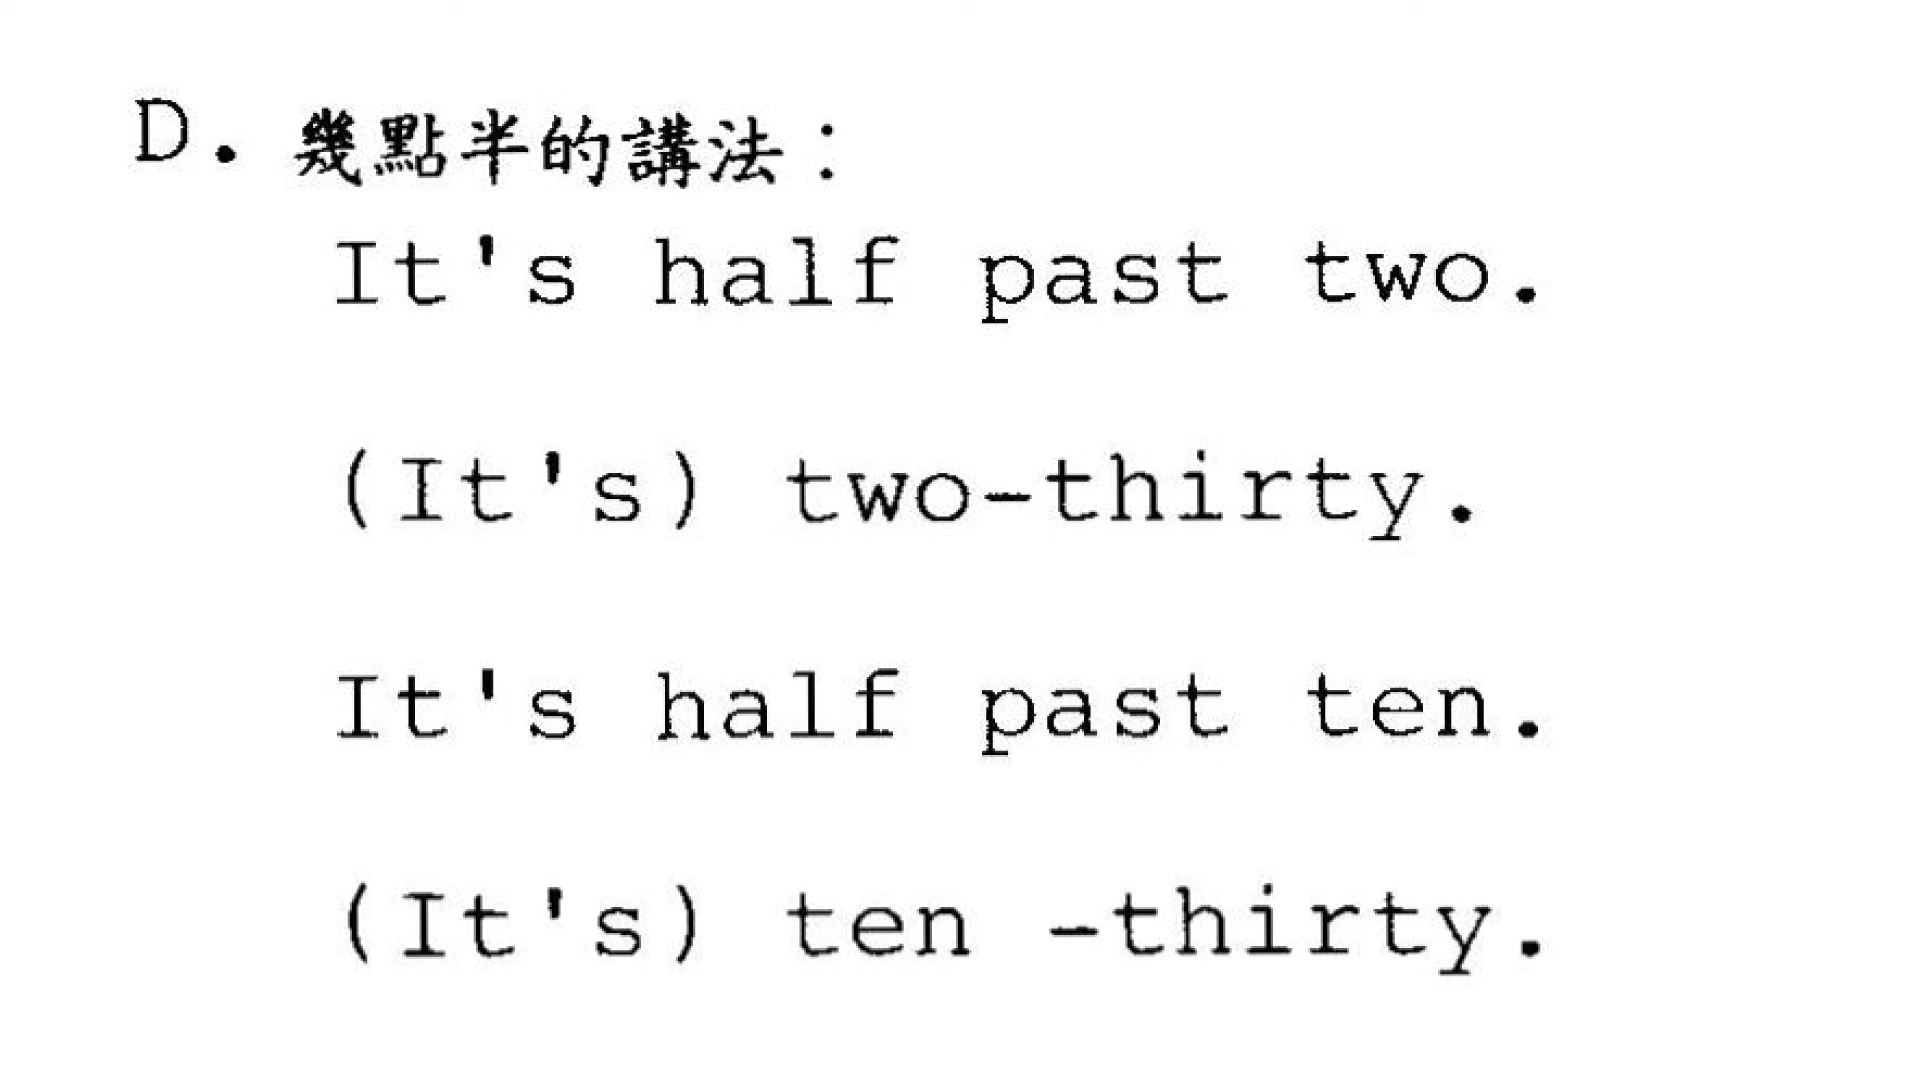 D. 幾點半的講法：
It's half past two.
(It's) two-thirty.
It's half past ten.
(It's) ten -thirty.